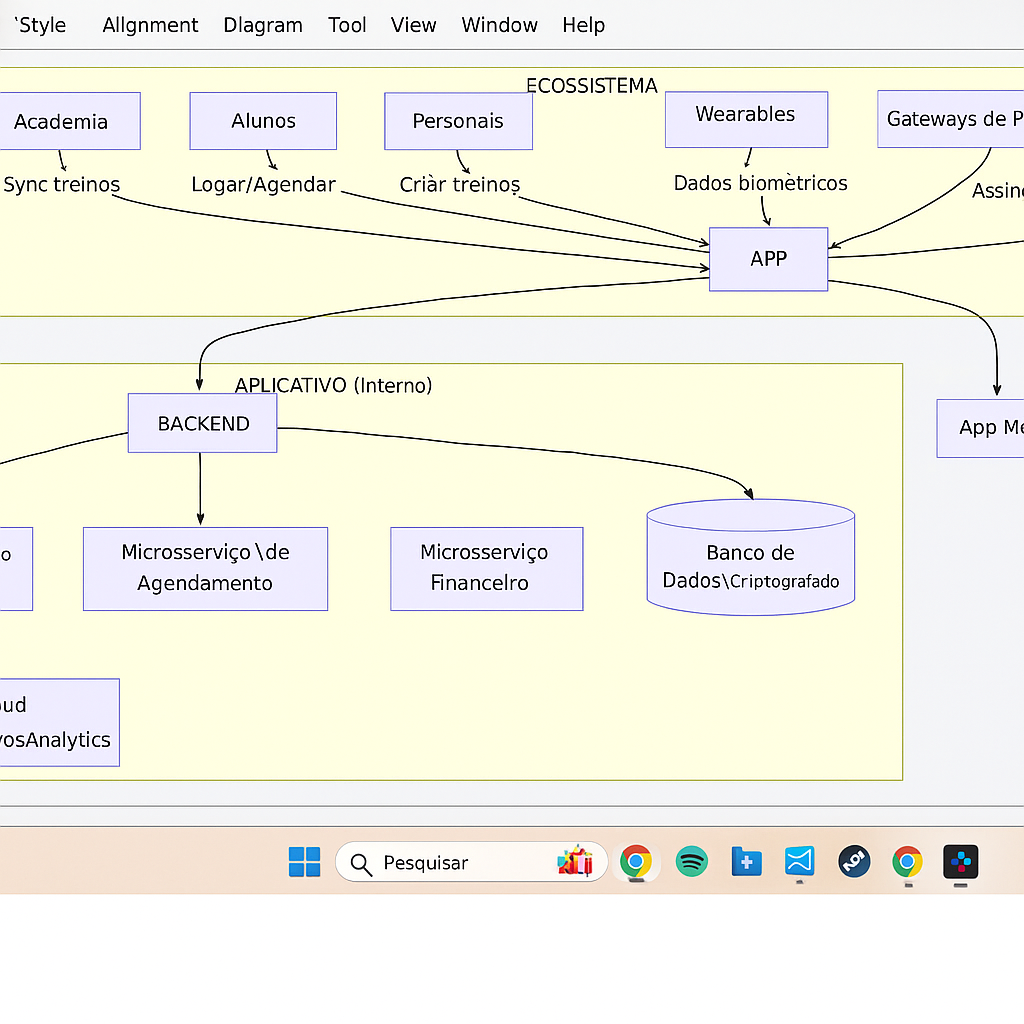 `Style Allgnment Dlagram Tool View Window Help
ECOSSISTEMA
Academia
Alunos
Personais
Wearables
Gateways de P
Sync treinos
Logar/Agendar
Criàr treinos
Dados biomètricos
Assine
APP
APLICATIVO (Interno)
BACKEND
App Me
o
Microsserviço \de
Agendamento
Microsserviço
Financelro
Banco de
Dados\Criptografado
oud
vosAnalytics
Pesquisar